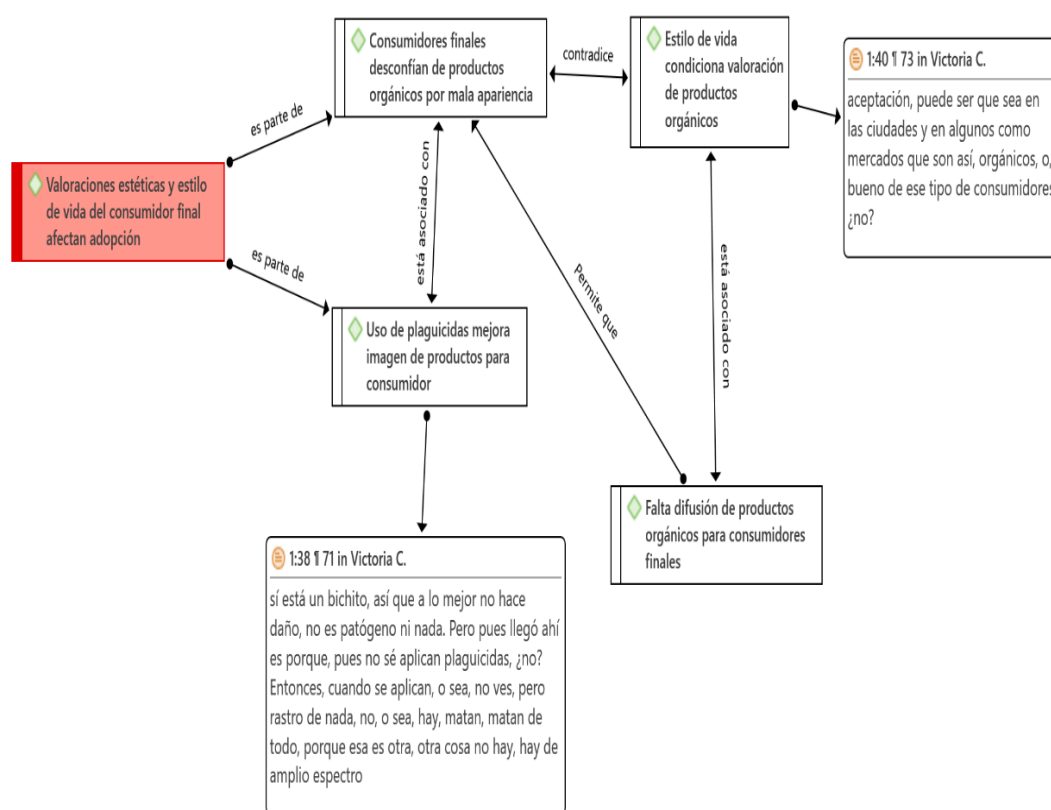 Consumidores finales
desconfían de productos
orgánicos por mala apariencia
contradice
Estilo de vida
condiciona valoración
de productos
orgánicos
1:40 ¶ 73 in Victoria C.
aceptación, puede ser que sea en
las ciudades y en algunos como
mercados que son así, orgánicos, o,
bueno de ese tipo de consumidores
¿no?
es parte de
Valoraciones estéticas y estilo
de vida del consumidor final
afectan adopción
es parte de
está asociado con
Permite que
está asociado con
Uso de plaguicidas mejora
imagen de productos para
consumidor
Falta difusión de productos
orgánicos para consumidores
finales
1:38 ¶ 71 in Victoria C.
sí está un bichito, así que a lo mejor no hace
daño, no es patógeno ni nada. Pero pues llegó ahí
es porque, pues no sé aplican plaguicidas, ¿no?
Entonces, cuando se aplican, o sea, no ves, pero
rastro de nada, no, o sea, hay, matan, matan de
todo, porque esa es otra, otra cosa no hay, hay de
amplio espectro